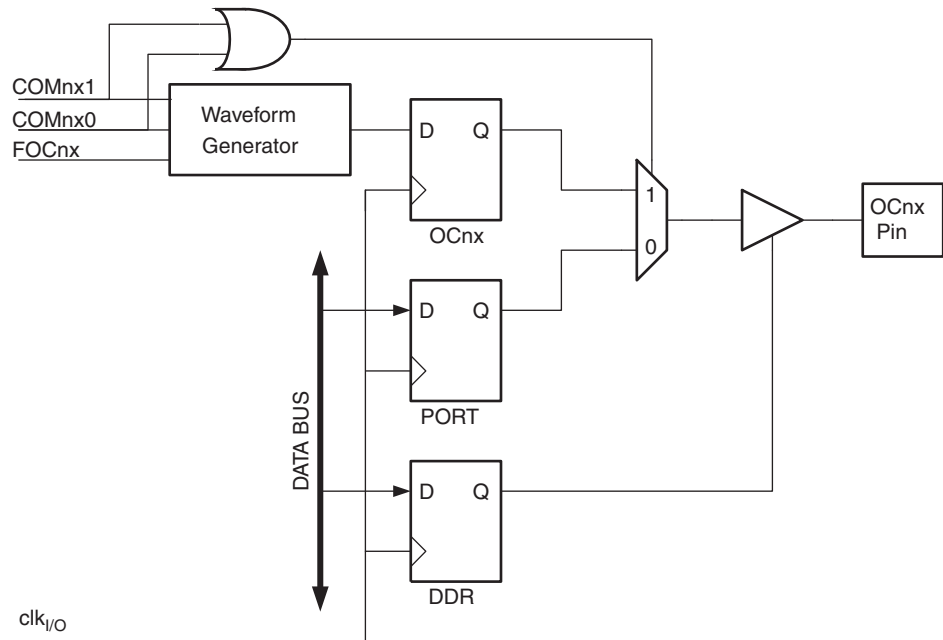 COMnx1
COMnx0
FOCnx
Waveform
Generator
D Q
OCnx
1
0
OCnx
Pin
D Q
PORT
DATA BUS
D Q
DDR
clkI/O